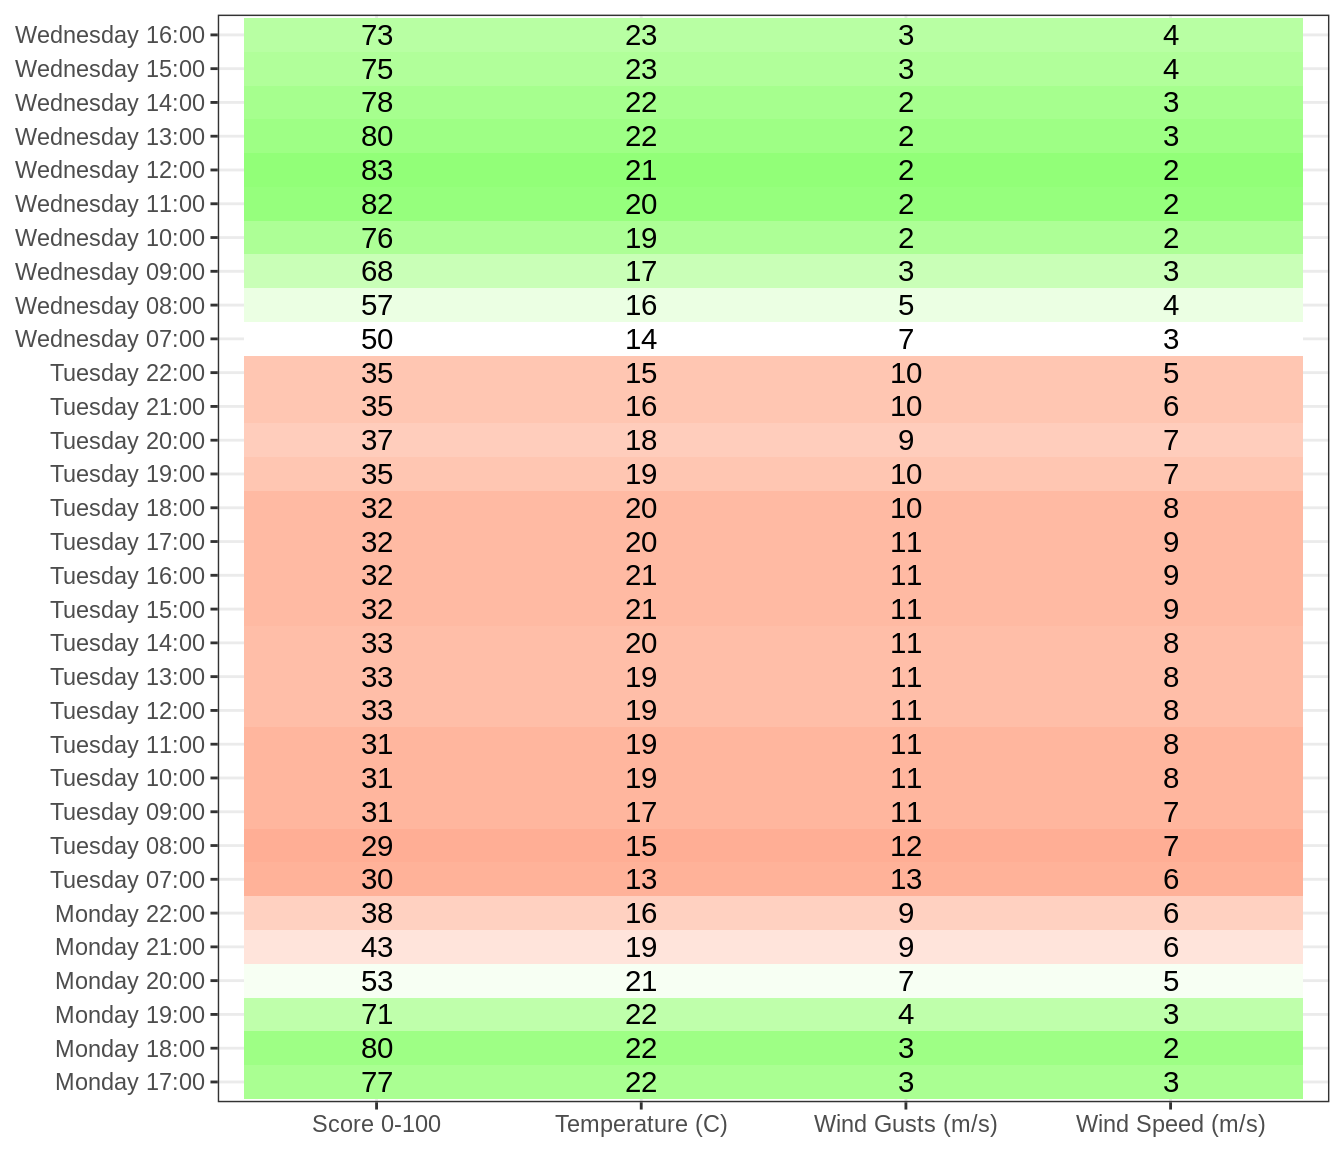 Wednesday 16:00 73 23 3 4
Wednesday 15:00 75 23 3 4
Wednesday 14:00 78 22 2 3
Wednesday 13:00 80 22 2 3
Wednesday 12:00 83 21 2 2
Wednesday 11:00 82 20 2 2
Wednesday 10:00 76 19 2 2
Wednesday 09:00 68 17 3 3
Wednesday 08:00 57 16 5 4
Wednesday 07:00 50 14 7 3
Tuesday 22:00 35 15 10 5
Tuesday 21:00 35 16 10 6
Tuesday 20:00 37 18 9 7
Tuesday 19:00 35 19 10 7
Tuesday 18:00 32 20 10 8
Tuesday 17:00 32 20 11 9
Tuesday 16:00 32 21 11 9
Tuesday 15:00 32 21 11 9
Tuesday 14:00 33 20 11 8
Tuesday 13:00 33 19 11 8
Tuesday 12:00 33 19 11 8
Tuesday 11:00 31 19 11 8
Tuesday 10:00 31 19 11 8
Tuesday 09:00 31 17 11 7
Tuesday 08:00 29 15 12 7
Tuesday 07:00 30 13 13 6
Monday 22:00 38 16 9 6
Monday 21:00 43 19 9 6
Monday 20:00 53 21 7 5
Monday 19:00 71 22 4 3
Monday 18:00 80 22 3 2
Monday 17:00 77 22 3 3
Score 0-100 Temperature (C) Wind Gusts (m/s) Wind Speed (m/s)